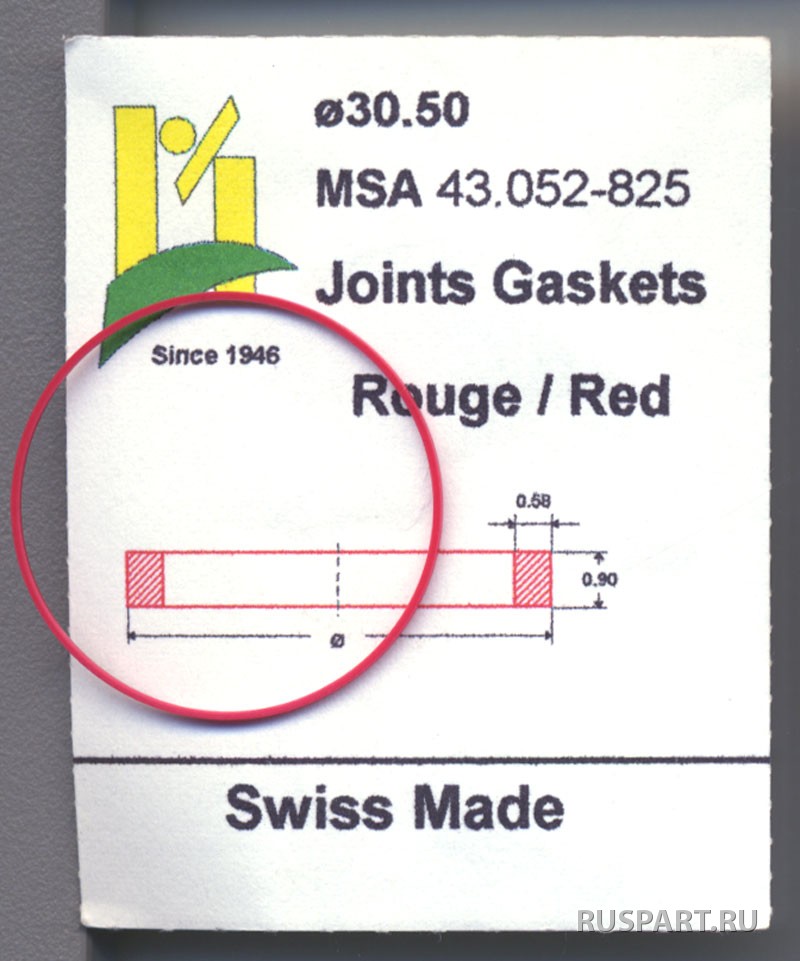 ø30.50
MSA 43.052-825
Joints Gaskets
Since 1946
Rouge / Red
0.58
0.90
ø
Swiss Made
RUSPART.RU